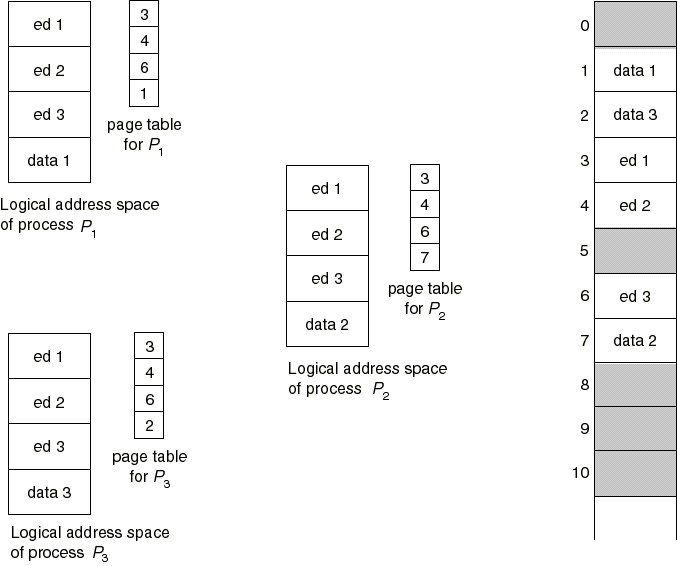 ed 1
ed 2
ed 3
data 1
3
4
6
1
page table
for P1
Logical address space
of process P1
ed 1
ed 2
ed 3
data 2
3
4
6
7
page table
for P2
Logical address space
of process P2
ed 1
ed 2
ed 3
data 3
3
4
6
2
page table
for P3
Logical address space
of process P3
0
1 data 1
2 data 3
3 ed 1
4 ed 2
5
6 ed 3
7 data 2
8
9
10